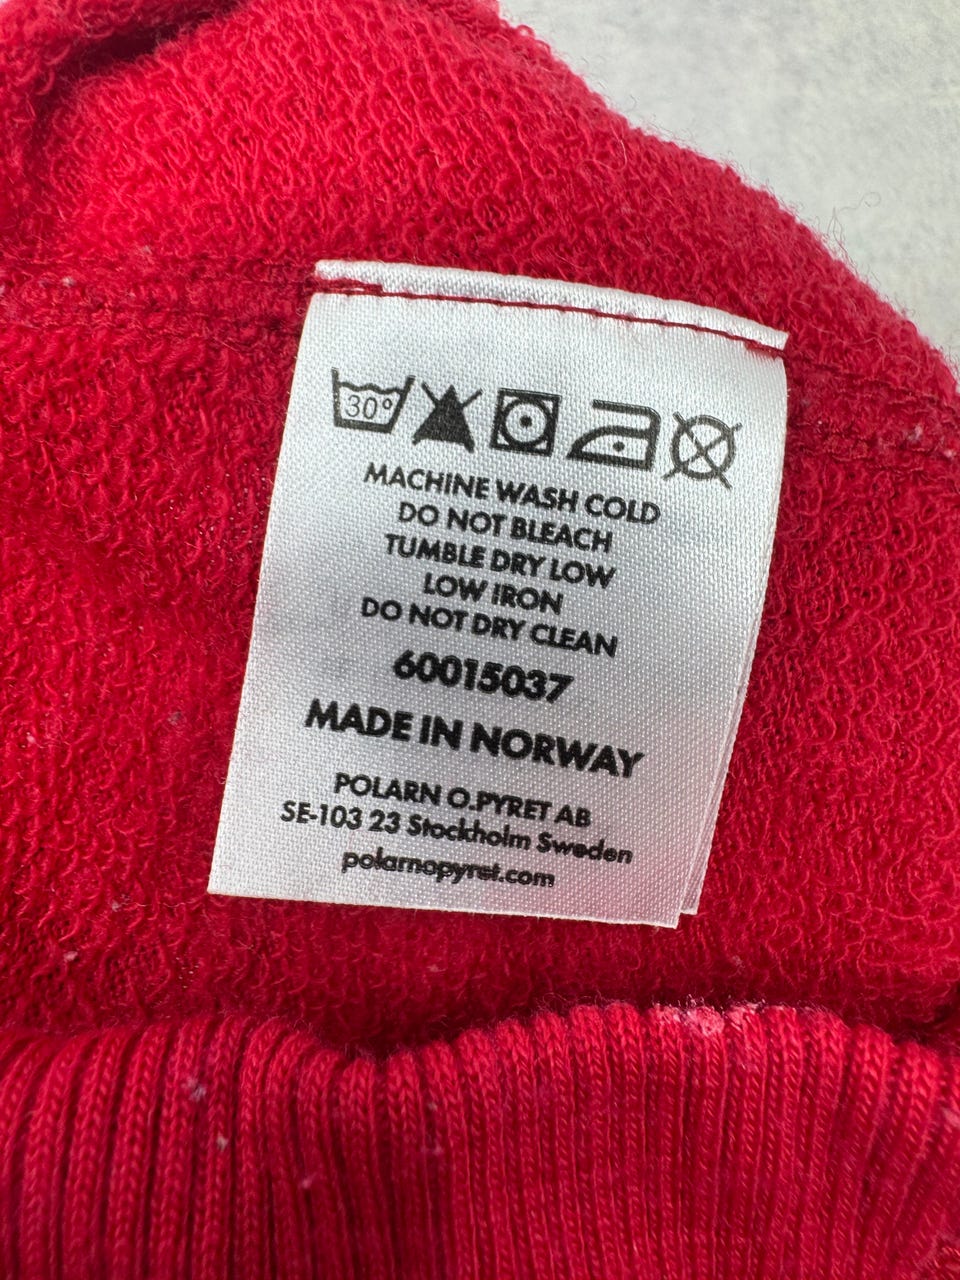 30°
MACHINE WASH COLD
DO NOT BLEACH
TUMBLE DRY LOW
LOW IRON
DO NOT DRY CLEAN
60015037
MADE IN NORWAY
POLARN O.PYRET AB
SE-103 23 Stockholm Sweden
polarnopyret.com